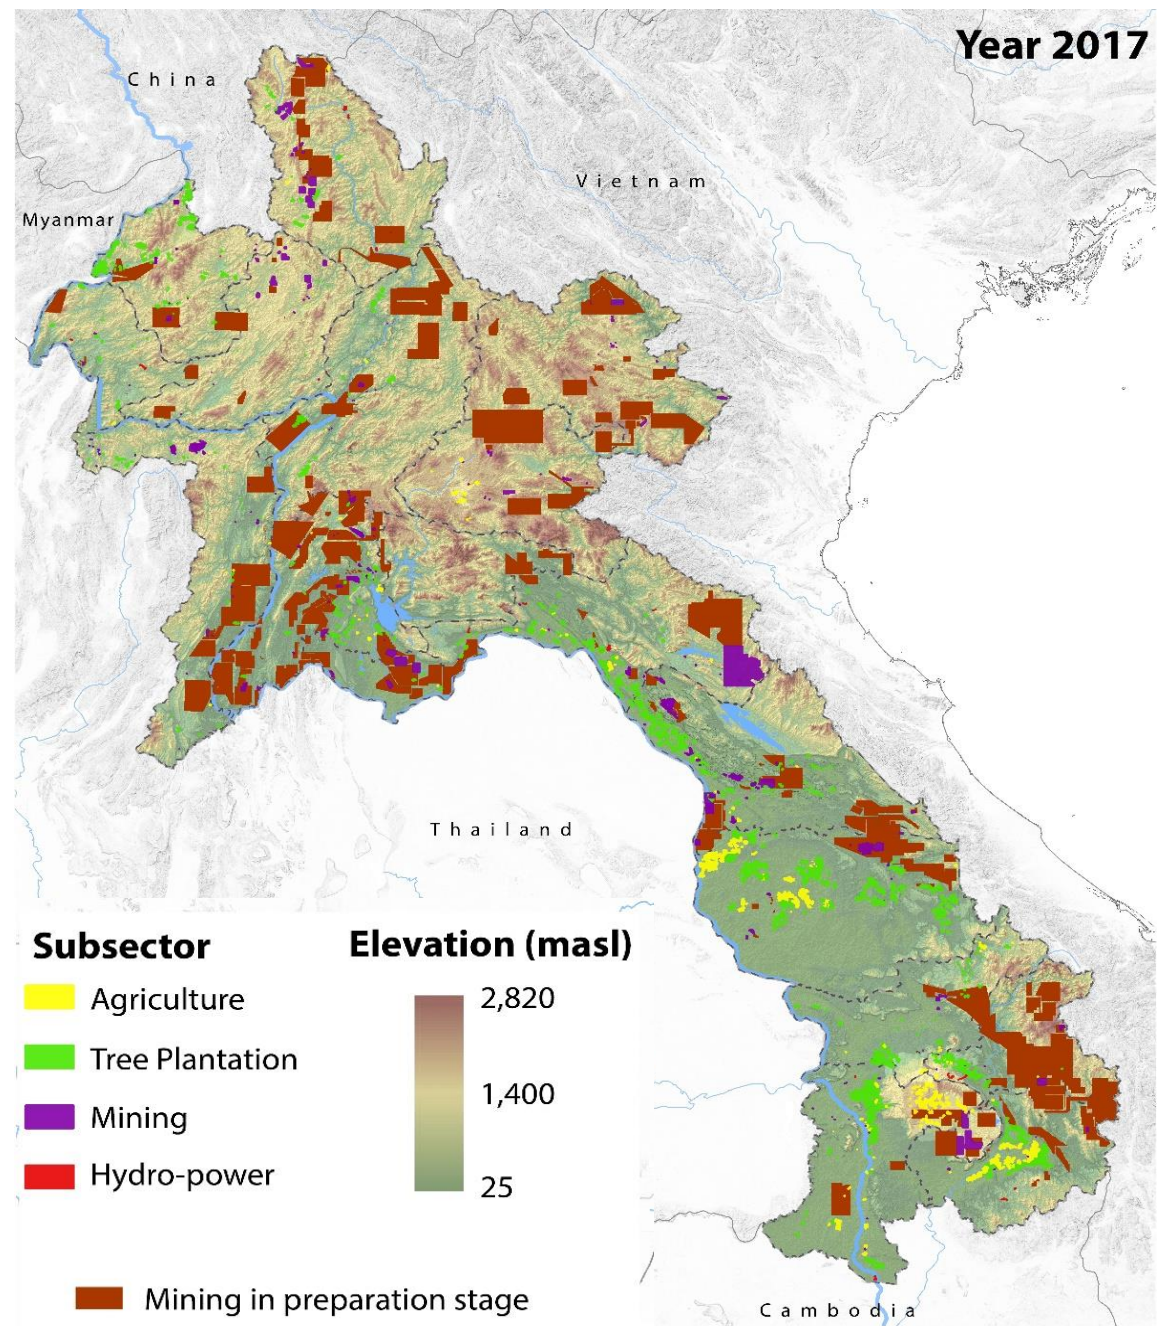 Year 2017
China
Vietnam
Myanmar
Thailand
Subsector
Elevation (masl)
Agriculture
2,820
Tree Plantation
1,400
Mining
Hydro-power
25
Mining in preparation stage
Cambodia